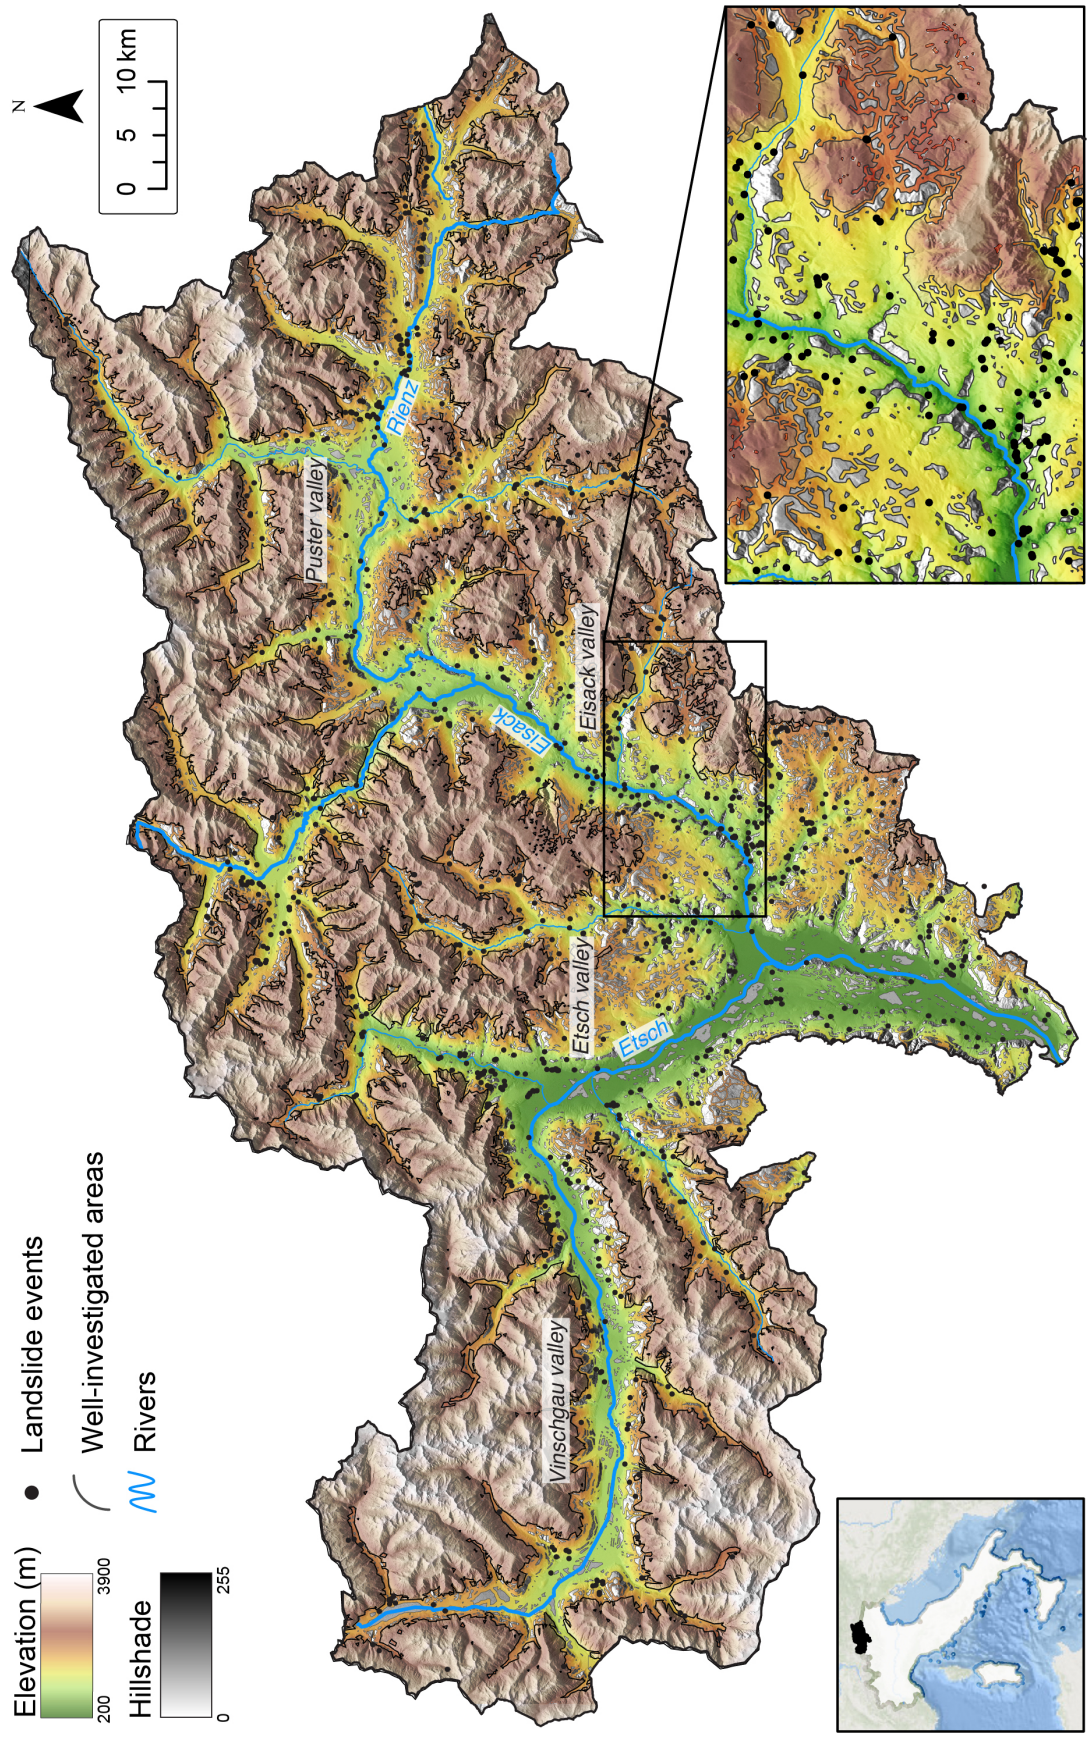 Elevation (m)
200
3900
Hillshade
0
255
Landslide events
Well-investigated areas
Rivers
N
0 5 10 km
Puster valley
Rienz
Eisack valley
Eisack
Etsch valley
Etsch
Vinschgau valley